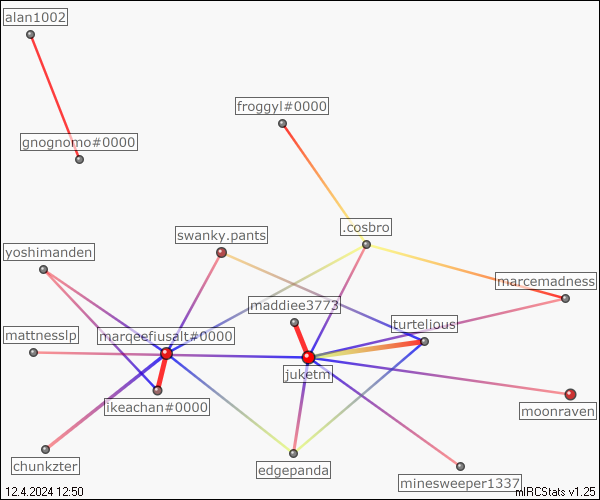 alan1002
froggyl#0000
gnognomo#0000
.cosbro
swanky.pants
yoshimanden
marcemadness
maddiee3773
turtelious
mattnesslp
marqeefiusalt#0000
juketm
ikeachan#0000
moonraven
chunkzter
edgepanda
minesweeper1337
12.4.2024 12:50
mIRCStats v1.25